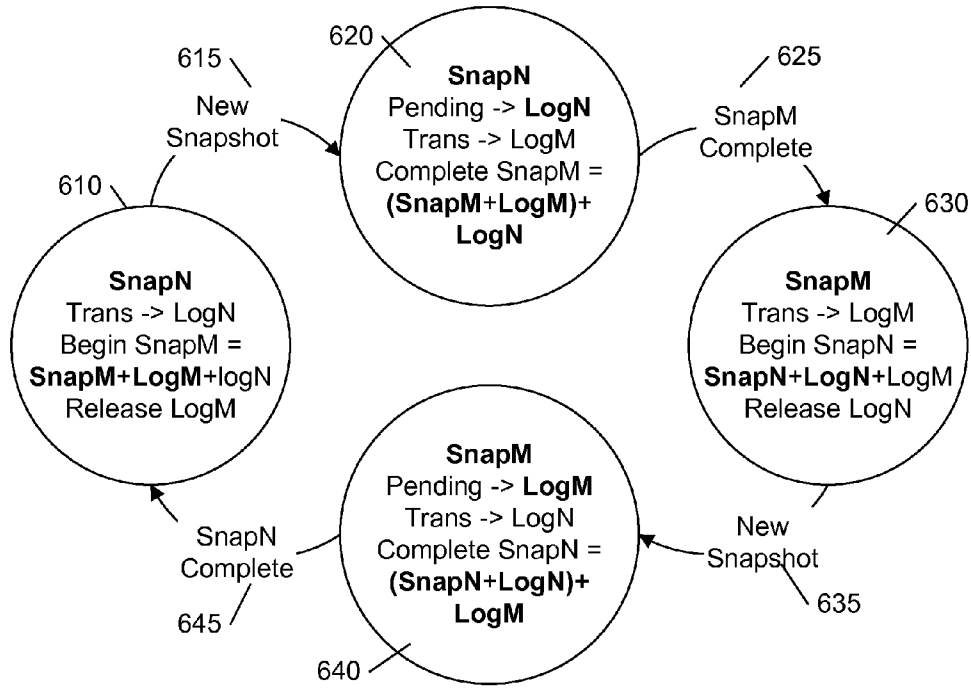 620
SnapN
Pending -> LogN
Trans -> LogM
Complete SnapM =
(SnapM+LogM)+
LogN
615
New
Snapshot
625
SnapM
Complete
610
SnapN
Trans -> LogN
Begin SnapM =
SnapM+LogM+logN
Release LogM
630
SnapM
Trans -> LogM
Begin SnapN =
SnapN+LogN+LogM
Release LogN
SnapM
Pending -> LogM
Trans -> LogN
Complete SnapN =
(SnapN+LogN)+
LogM
640
New
Snapshot
635
SnapN
Complete
645